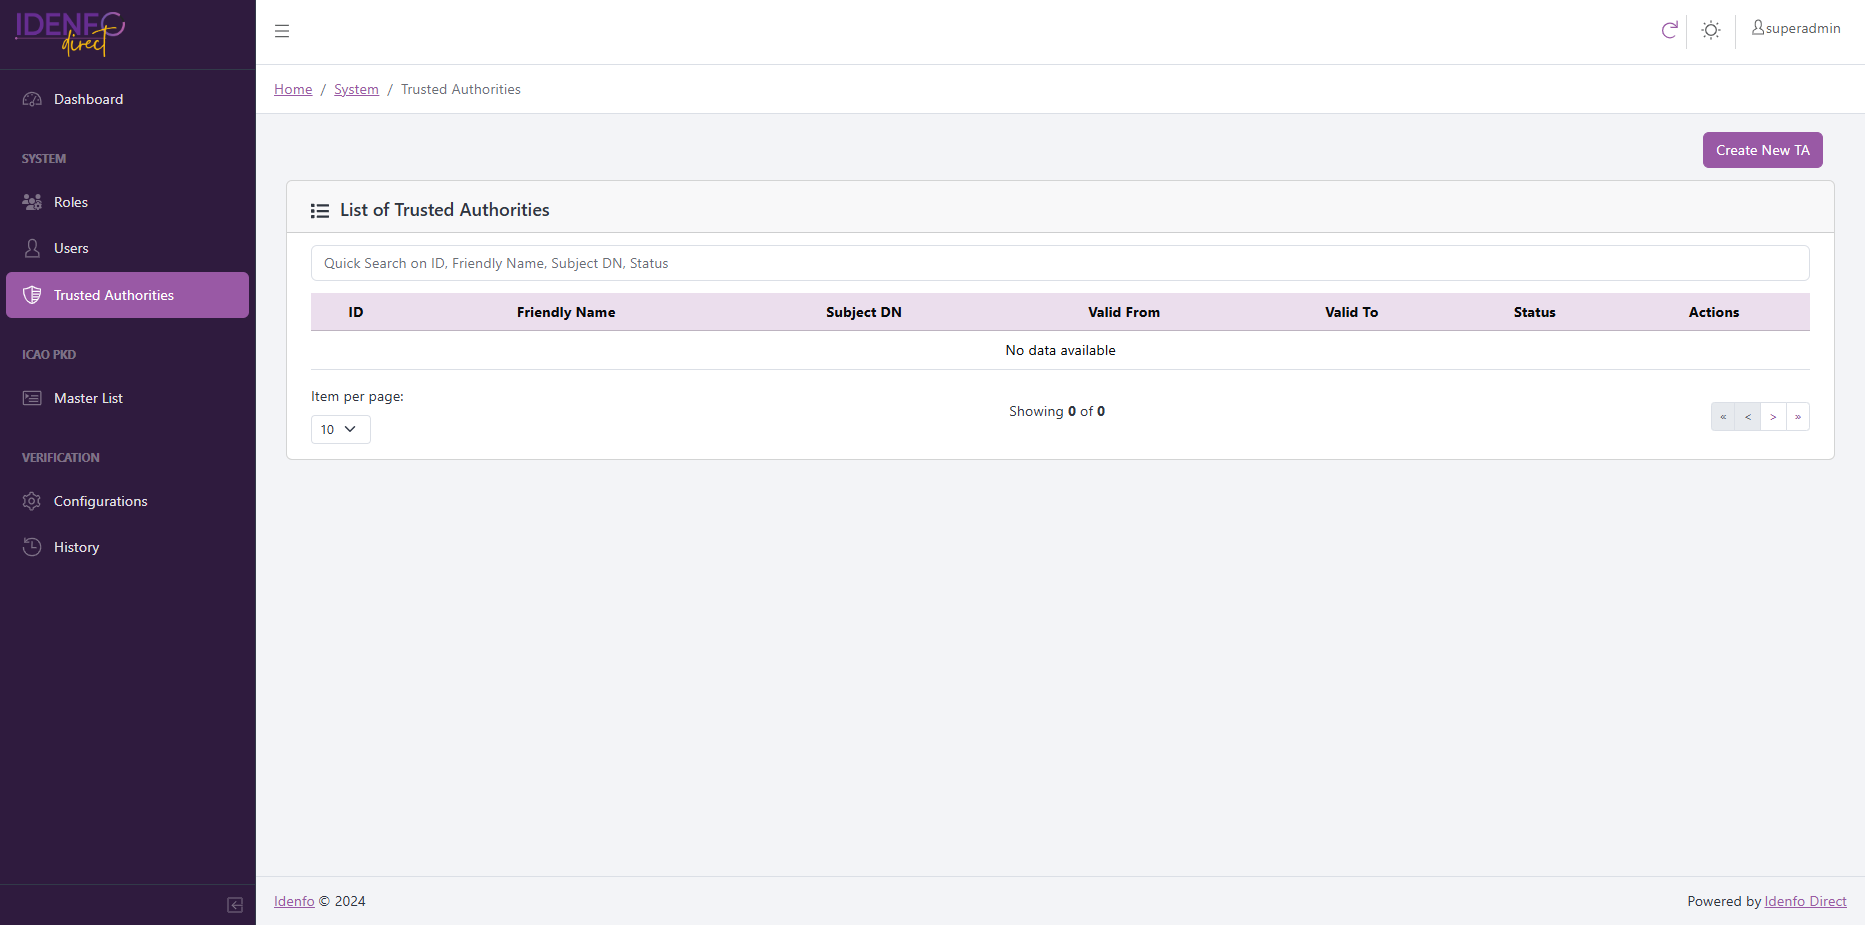 IDENFO
direct
superadmin
Home / System / Trusted Authorities
Dashboard
SYSTEM
Roles
Users
Trusted Authorities
ICAO PKD
Master List
VERIFICATION
Configurations
History
Create New TA
List of Trusted Authorities
Quick Search on ID, Friendly Name, Subject DN, Status
ID Friendly Name Subject DN Valid From Valid To Status Actions
No data available
Item per page:
10
Showing 0 of 0
« < > »
Idenfo © 2024
Powered by Idenfo Direct